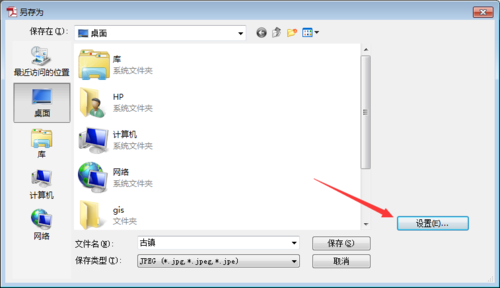 另存为
保存在(I):
桌面
最近访问的位置
桌面
库
计算机
网络
库
系统文件夹
HP
系统文件夹
计算机
系统文件夹
网络
系统文件夹
gis
文件夹
设置(E)...
文件名(N):
古镇
保存(S)
保存类型(T):
JPEG (*.jpg,*.jpeg,*.jpe)
取消